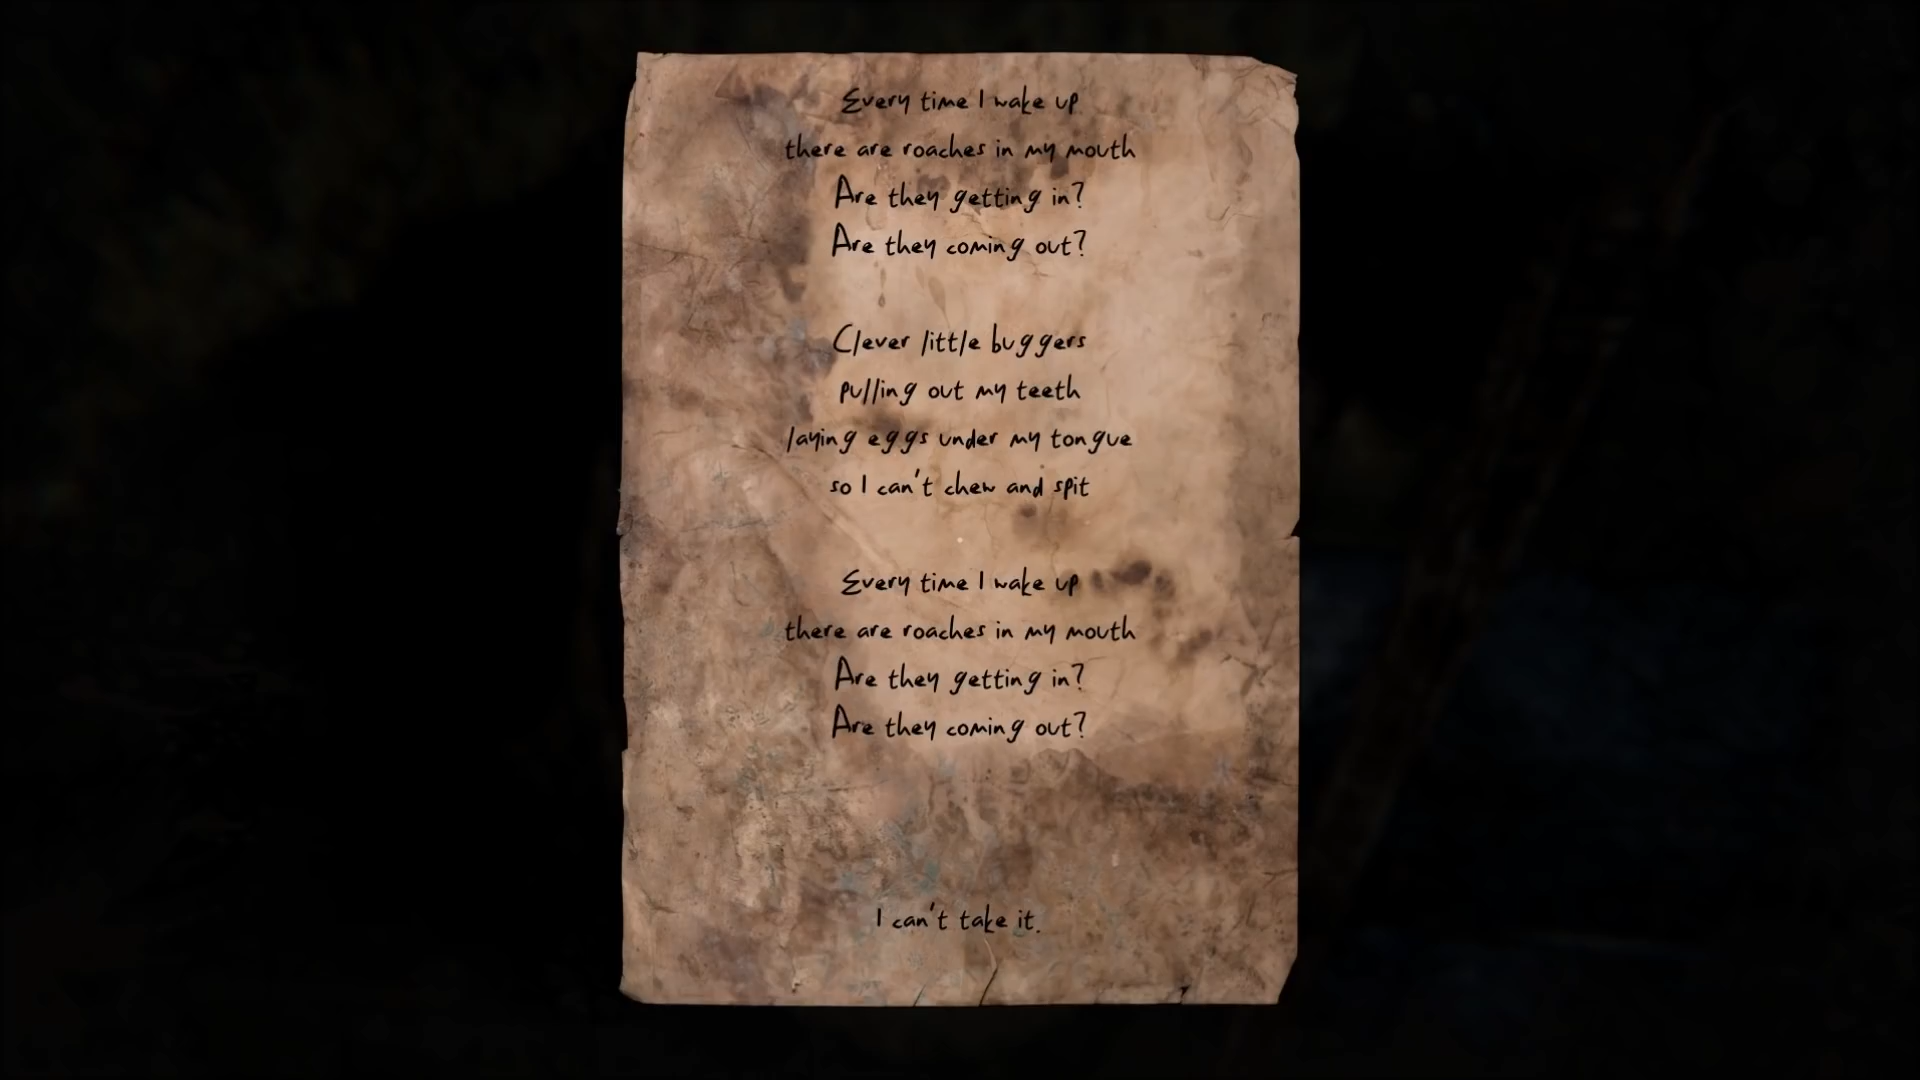 Every time I wake up
there are roaches in my mouth
Are they getting in?
Are they coming out?
Clever little buggers
pulling out my teeth
laying eggs under my tongue
so I can't chew and spit
Every time I wake up
there are roaches in my mouth
Are they getting in?
Are they coming out?
I can't take it.